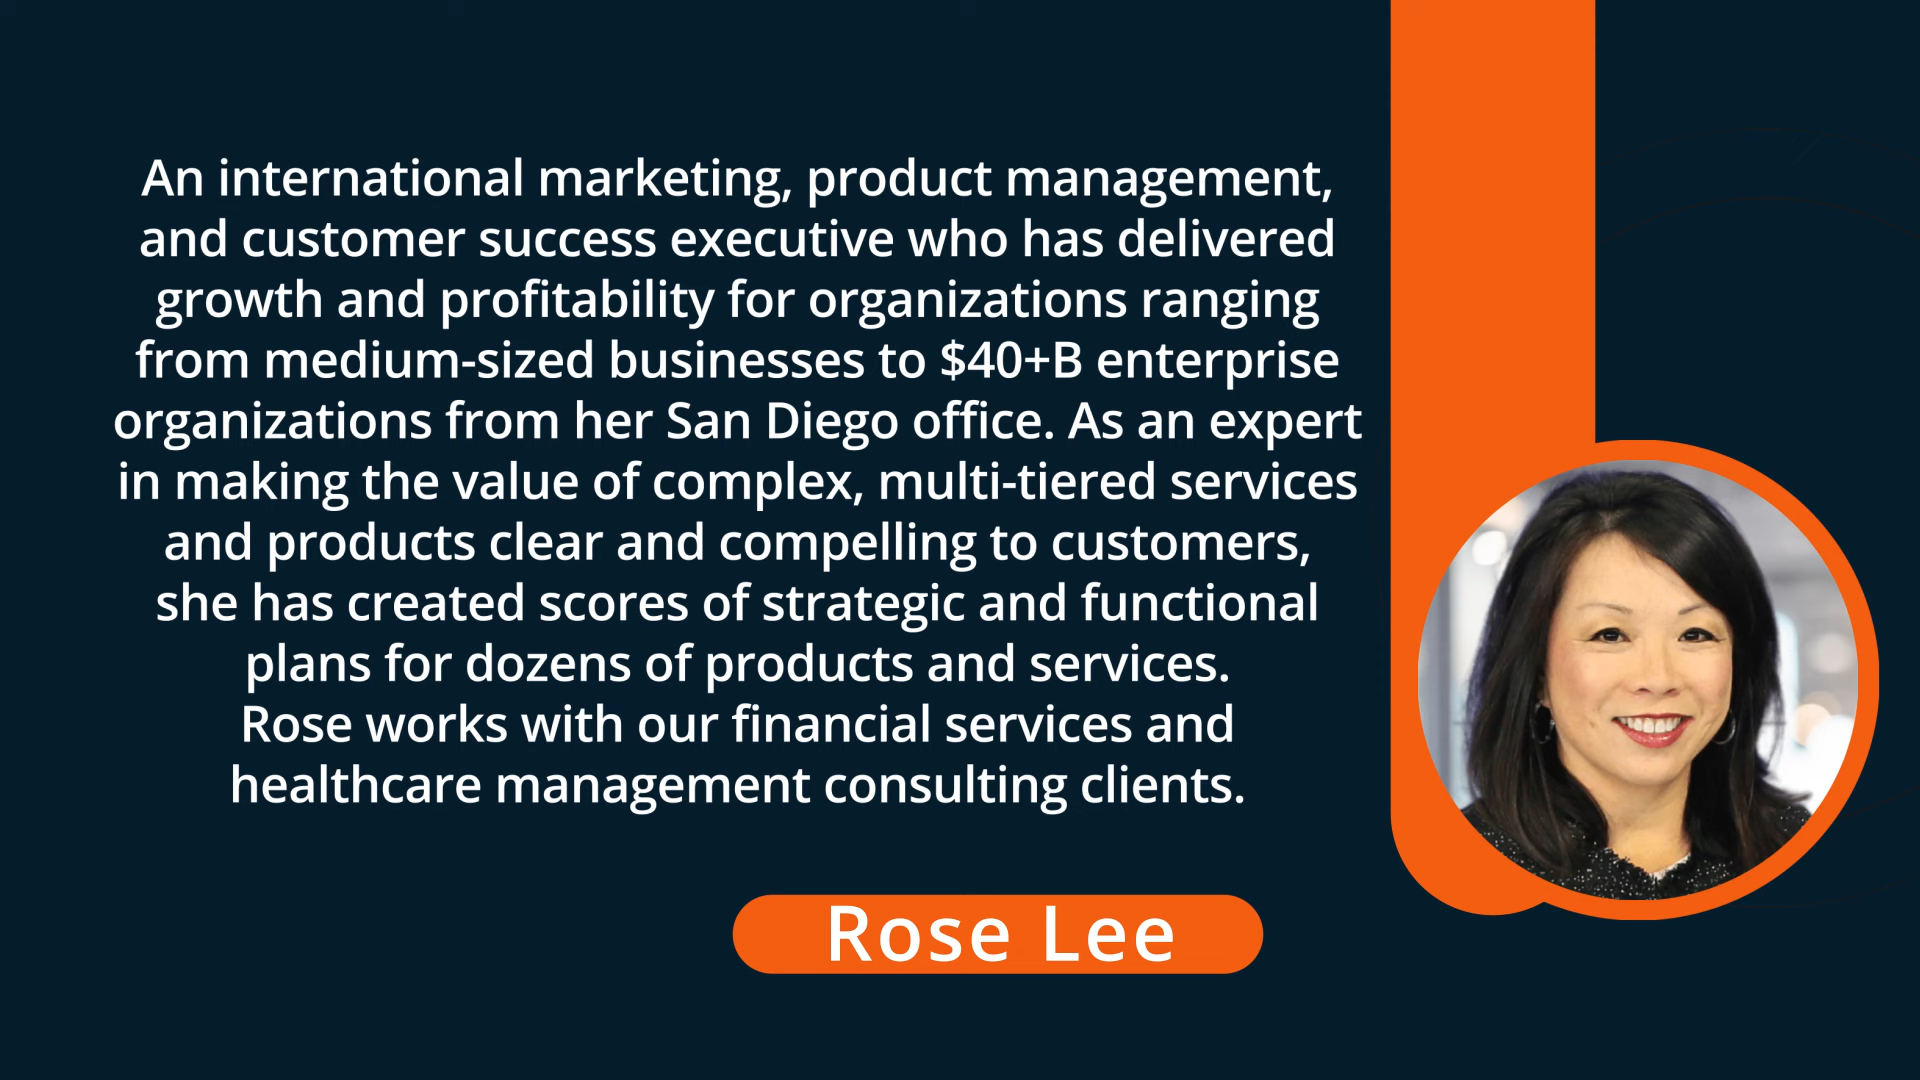 An international marketing, product management,
and customer success executive who has delivered
growth and profitability for organizations ranging
from medium-sized businesses to $40+B enterprise
organizations from her San Diego office. As an expert
in making the value of complex, multi-tiered services
and products clear and compelling to customers,
she has created scores of strategic and functional
plans for dozens of products and services.
Rose works with our financial services and
healthcare management consulting clients.
Rose Lee